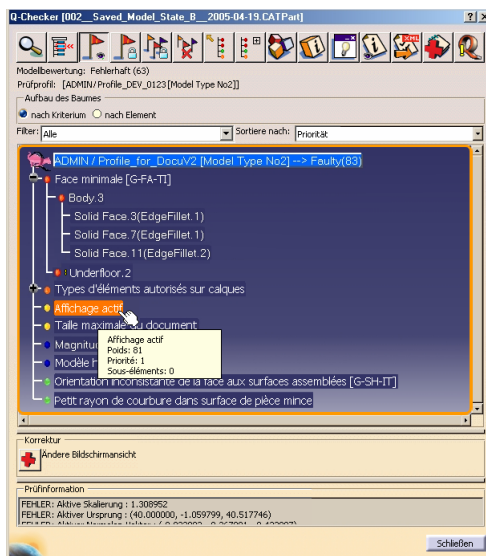 Q-Checker [002__Saved_Model_State_B__2005-04-19.CATPart]
Modellbewertung: Fehlerhaft (63)
Prüfprofil: [ADMIN/Profile_DEV_0123 [Model Type No2]]
Aufbau des Baumes
nach Kriterium nach Element
Filter: Alle Sortiere nach: Priorität
ADMIN / Profile_for_DocuV2 [Model Type No2] --> Faulty(83)
Face minimale [G-FA-TI]
Body.3
Solid Face.3(EdgeFillet.1)
Solid Face.7(EdgeFillet.1)
Solid Face.11(EdgeFillet.2)
Underfloor.2
Types d'éléments autorisés sur calques
Affichage actif
Taille maximale du document
Affichage actif
Poids: 81
Priorité: 1
Sous-éléments: 0
Orientation inconsistante de la face aux surfaces assemblées [G-SH-IT]
Petit rayon de courbure dans surface de pièce mince
Korrektur
Ändere Bildschirmansicht
Prüfinformation
FEHLER: Aktive Skalierung : 1.308952
FEHLER: Aktiver Ursprung : (40.000000, -1.059799, 40.517746)
Schließen